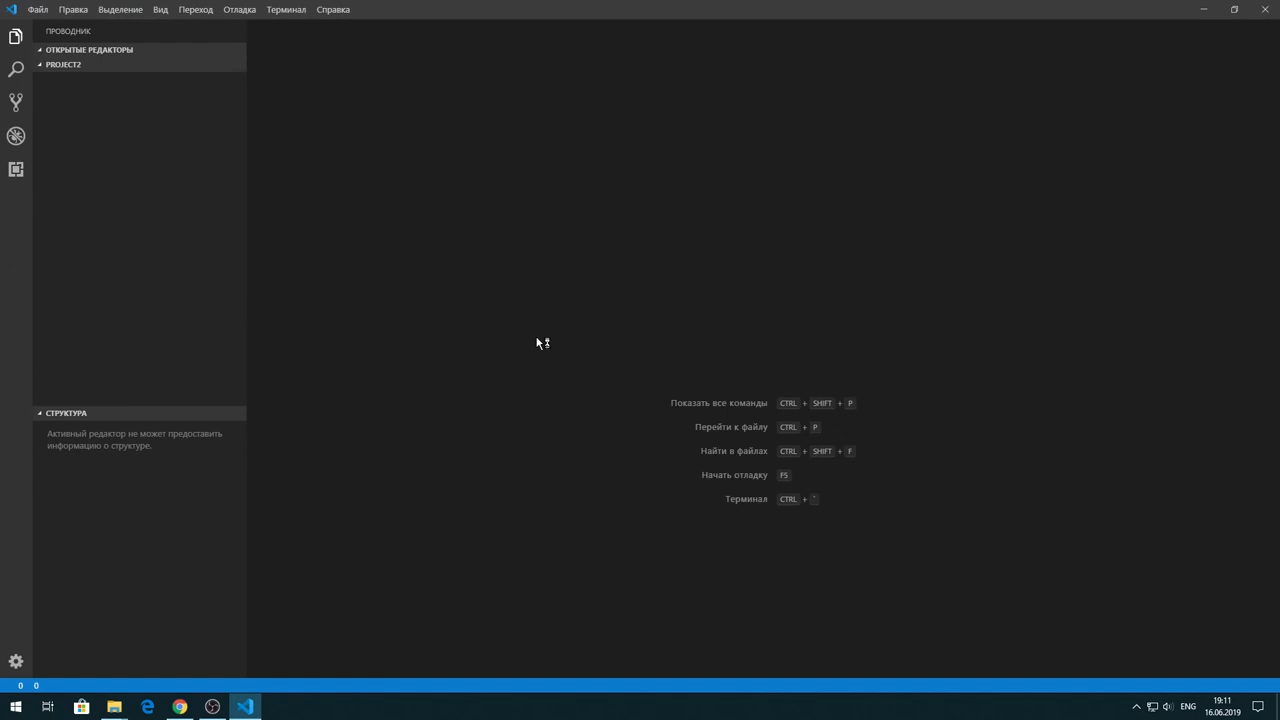 Файл Правка Выделение Вид Переход Отладка Терминал Справка
ПРОВОДНИК
ОТКРЫТЫЕ РЕДАКТОРЫ
PROJECT2
Показать все команды CTRL + SHIFT + P
СТРУКТУРА
Перейти к файлу CTRL + P
Активный редактор не может предоставить
информацию о структуре.
Найти в файлах CTRL + SHIFT + F
Начать отладку F5
Терминал CTRL + `
0 0
19:11
ENG
16.06.2019